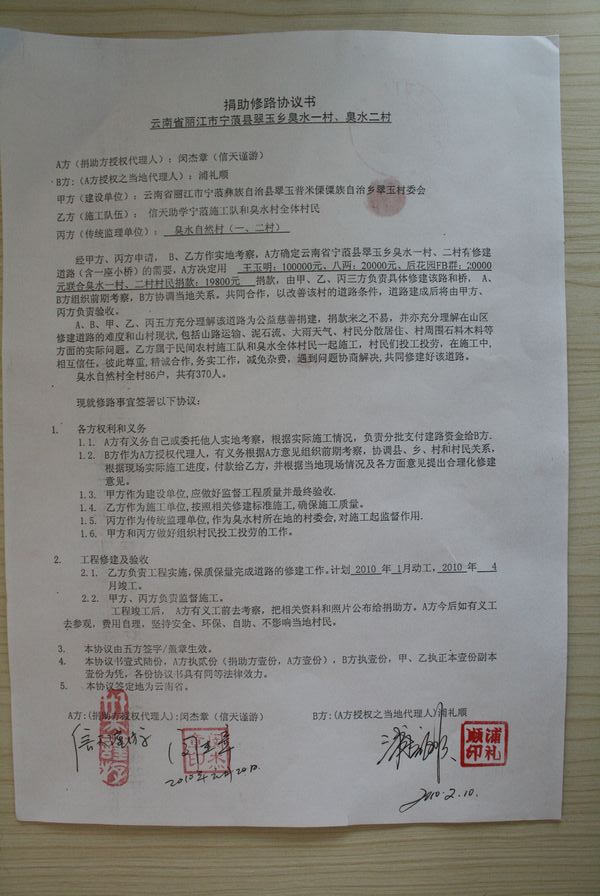 捐助修路协议书
云南省丽江市宁蒗县翠玉乡臭水一村、臭水二村
A方（捐助方授权代理人）：闵杰章（信天谨游）
B方：（A方授权之当地代理人）：浦礼顺
甲方（建设单位）：云南省丽江市宁蒗彝族自治县翠玉普米傈僳族自治乡翠玉村委会
乙方（施工队伍）： 信天助学宁蒗施工队和臭水村全体村民
丙方（传统监理单位）： 臭水自然村（一、二村）
经甲方、丙方申请， B、乙方作实地考察，A方确定云南省宁蒗县翠玉乡臭水一村、二村有修建
道路（含一座小桥）的需要，A方决定用 王玉明：100000元、八两：20000元、后花园FB群：20000
元联合臭水一村、二村村民捐款：19800元 捐款，由甲、乙、丙三方负责具体修建该路和桥， A、
B方组织前期考察，B方协调当地关系。共同合作，以改善该村的道路条件，道路建成后将由甲方、
丙方负责验收。
A、B、甲、乙、丙五方充分理解该道路为公益慈善捐建，捐款来之不易，并亦充分理解在山区
修建道路的难度和山村现状，包括山路运输、泥石流、大雨天气、村民分散居住、村周围石料木料等
方面的实际问题。乙方属于民间农村施工队和臭水全体村民一起施工，村民们投工投劳，在施工中，
相互信任，彼此尊重，精诚合作，务实工作，减免杂费，遇到问题协商解决，共同修建好该道路。
臭水自然村全村86户，共有370人。
现就修路事宜签署以下协议：
1. 各方权利和义务
1.1. A方有义务自己或委托他人实地考察，根据实际施工情况，负责分批支付建路资金给B方.
1.2. B方作为A方授权代理人，有义务根据A方意见组织前期考察，协调县、乡、村和村民关系，
根据现场实际施工进度，付款给乙方，并根据当地现场情况及各方面意见提出合理化修建
意见。
1.3. 甲方作为建设单位，应做好监督工程质量并最终验收.
1.4. 乙方作为施工单位，按照相关修建标准施工，确保施工质量。
1.5. 丙方作为传统监理单位，作为臭水村所在地的村委会，对施工起监督作用.
1.6. 甲方和丙方做好组织村民投工投劳的工作。
2. 工程修建及验收
2.1. 乙方负责工程实施，保质保量完成道路的修建工作。计划 2010 年 1月动工，2010 年 4
月竣工。
2.2. 甲方、丙方负责监督施工。
工程竣工后， A方有义工前去考察，把相关资料和照片公布给捐助方。A方今后如有义工
去参观，费用自理，坚持安全、环保、自助、不影响当地村民。
3. 本协议由五方签字/盖章生效。
4. 本协议书壹式陆份，A方执贰份（捐助方壹份，A方壹份），B方执壹份，甲、乙执正本壹份副本
壹份为凭，各份协议书具有同等法律效力。
5. 本协议签定地为云南省。
A方：(捐助方授权代理人)：闵杰章（信天谨游）
B方：(A方授权之当地代理人)浦礼顺
信天谨游
闵杰章
浦礼顺
浦礼
顺印
2010.2.10.